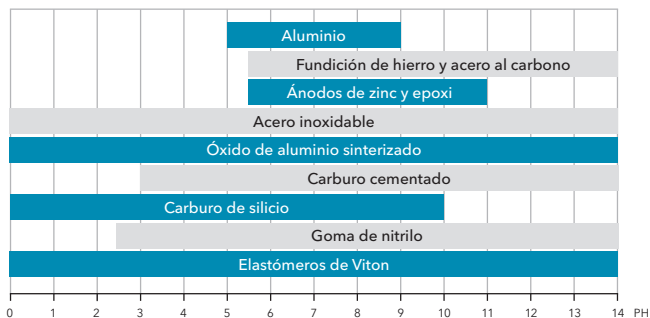 Aluminio
Fundición de hierro y acero al carbono
Ánodos de zinc y epoxi
Acero inoxidable
Óxido de aluminio sinterizado
Carburo cementado
Carburo de silicio
Goma de nitrilo
Elastómeros de Viton
0 1 2 3 4 5 6 7 8 9 10 11 12 13 14 PH